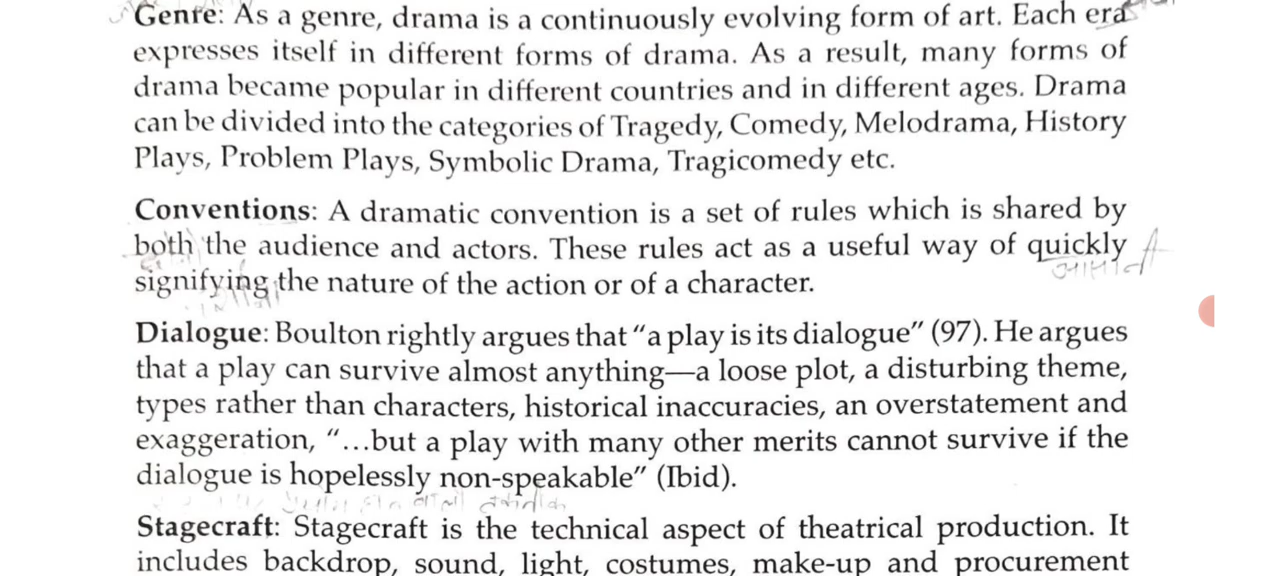 Genre: As a genre, drama is a continuously evolving form of art. Each era
expresses itself in different forms of drama. As a result, many forms of
drama became popular in different countries and in different ages. Drama
can be divided into the categories of Tragedy, Comedy, Melodrama, History
Plays, Problem Plays, Symbolic Drama, Tragicomedy etc.
Conventions: A dramatic convention is a set of rules which is shared by
both the audience and actors. These rules act as a useful way of quickly
signifying the nature of the action or of a character.
Dialogue: Boulton rightly argues that “a play is its dialogue” (97). He argues
that a play can survive almost anything—a loose plot, a disturbing theme,
types rather than characters, historical inaccuracies, an overstatement and
exaggeration, “...but a play with many other merits cannot survive if the
dialogue is hopelessly non-speakable” (Ibid).
Stagecraft: Stagecraft is the technical aspect of theatrical production. It
includes backdrop, sound, light, costumes, make-up and procurement